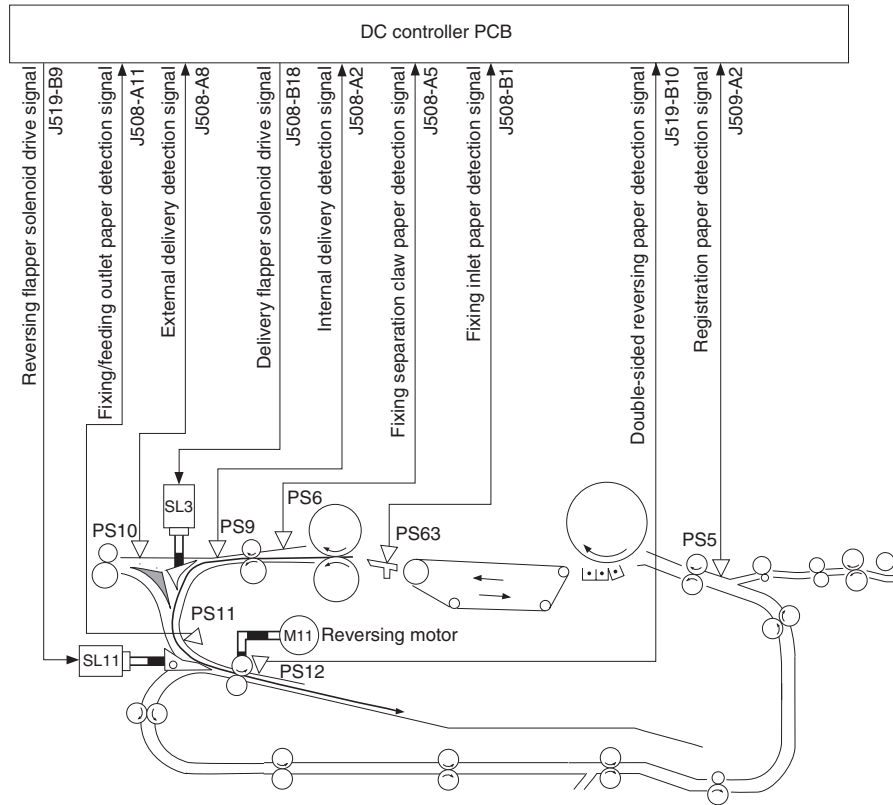 DC controller PCB
Reversing flapper solenoid drive signal
J519-B9
Fixing/feeding outlet paper detection signal
J508-A11
External delivery detection signal
J508-A8
Delivery flapper solenoid drive signal
J508-B18
Internal delivery detection signal
J508-A2
Fixing separation claw paper detection signal
J508-A5
Fixing inlet paper detection signal
J508-B1
Double-sided reversing paper detection signal
J519-B10
Registration paper detection signal
J509-A2
SL3
PS10
PS9
PS6
PS63
PS5
PS11
M11
Reversing motor
SL11
PS12